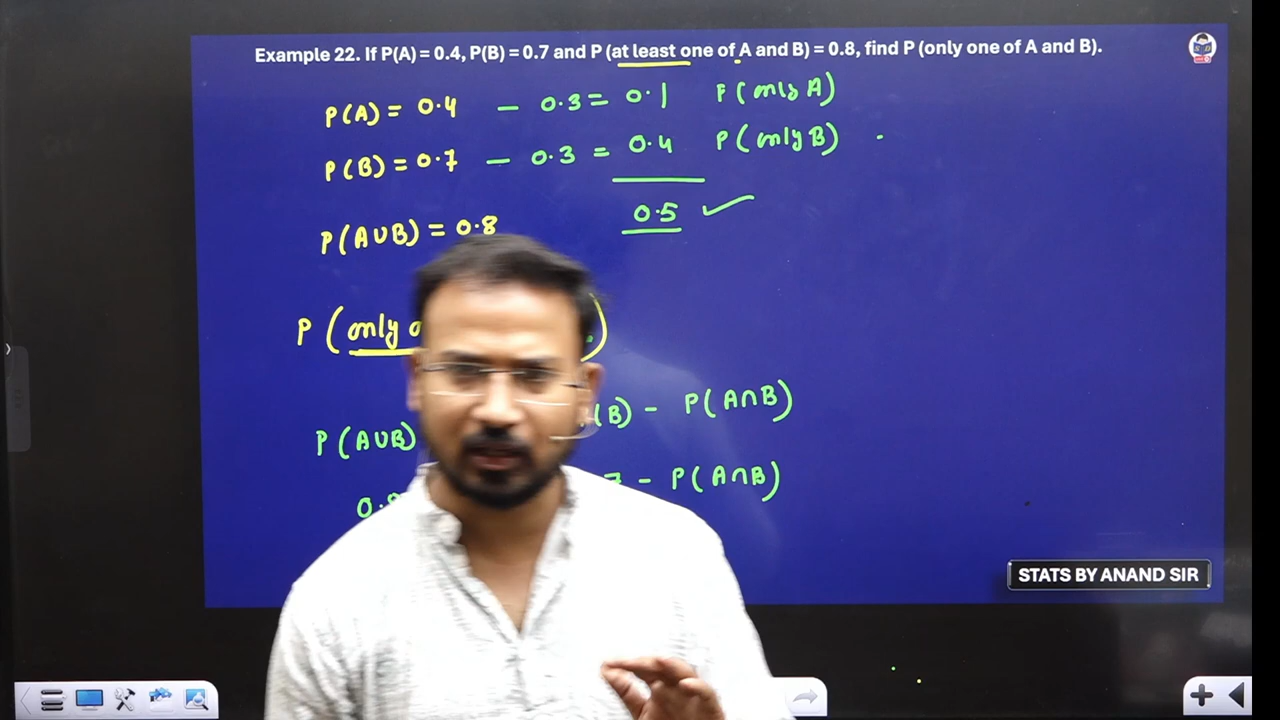 Example 22. If P(A) = 0.4, P(B) = 0.7 and P (at least one of A and B) = 0.8, find P (only one of A and B).
P(A) = 0.4 - 0.3 = 0.1 P(only A)
P(B) = 0.7 - 0.3 = 0.4 P(only B)
0.5 ✓
P(A∪B) = 0.8
P(only )
P(A∪B) (B) - P(A∩B)
0. - P(A∩B)
STATS BY ANAND SIR